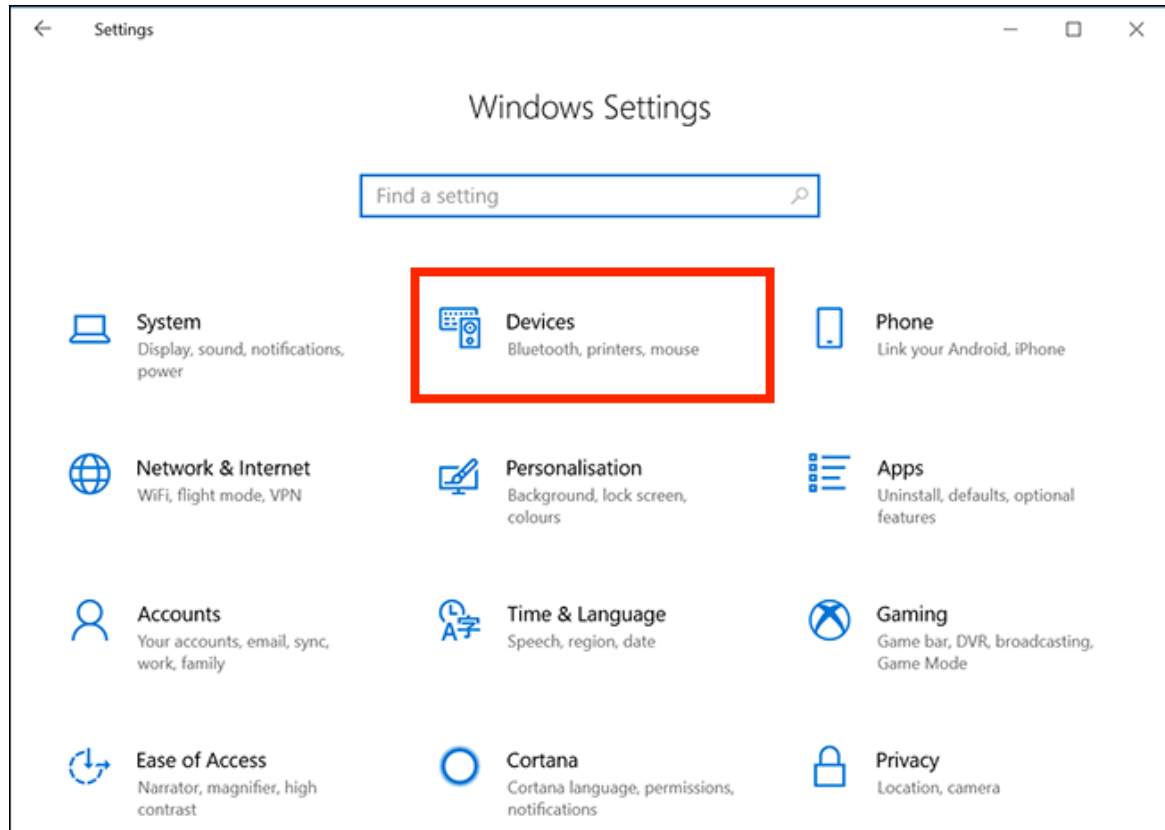 Settings
Windows Settings
Find a setting
System
Display, sound, notifications,
power
Devices
Bluetooth, printers, mouse
Phone
Link your Android, iPhone
Network & Internet
WiFi, flight mode, VPN
Personalisation
Background, lock screen,
colours
Apps
Uninstall, defaults, optional
features
Accounts
Your accounts, email, sync,
work, family
A字
Time & Language
Speech, region, date
Gaming
Game bar, DVR, broadcasting,
Game Mode
Ease of Access
Narrator, magnifier, high
contrast
Cortana
Cortana language, permissions,
notifications
Privacy
Location, camera